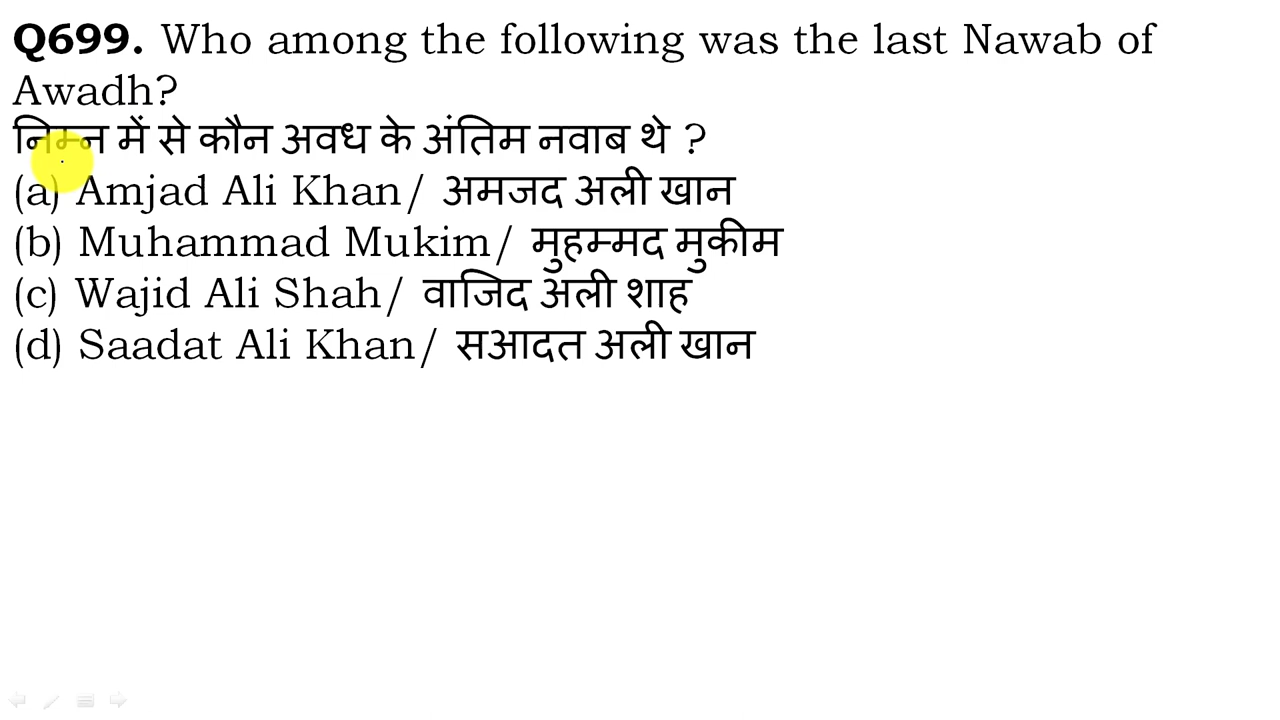 Q699. Who among the following was the last Nawab of
Awadh?
निम्न में से कौन अवध के अंतिम नवाब थे ?
(a) Amjad Ali Khan/ अमजद अली खान
(b) Muhammad Mukim/ मुहम्मद मुकीम
(c) Wajid Ali Shah/ वाजिद अली शाह
(d) Saadat Ali Khan/ सआदत अली खान